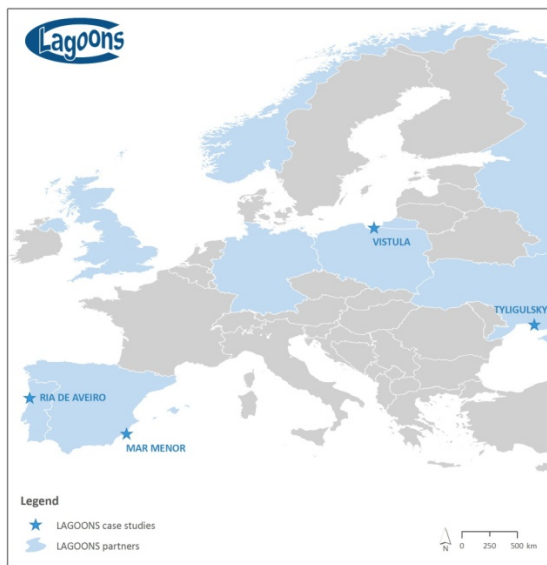 Lagoons
VISTULA
TYLIGULSKY
RIA DE AVEIRO
MAR MENOR
Legend
LAGOONS case studies
LAGOONS partners
N
0 250 500 km